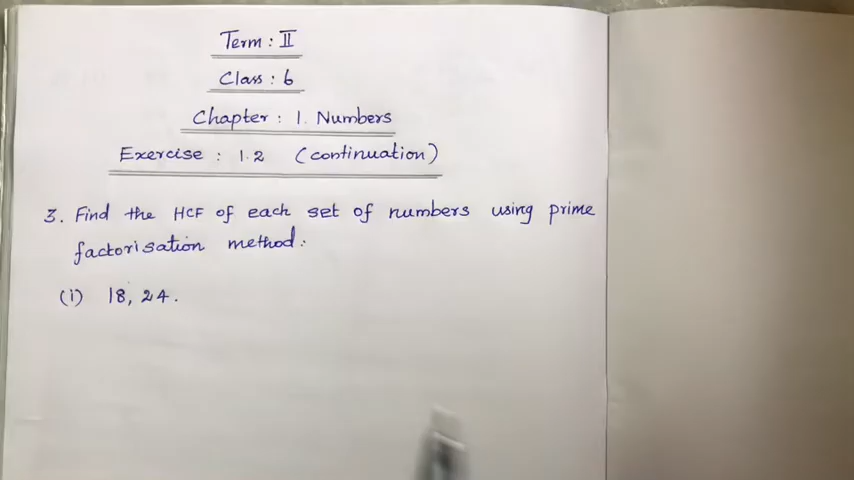 Term : II
Class : 6
Chapter : 1. Numbers
Exercise : 1.2 (continuation)
3. Find the HCF of each set of numbers using prime
factorisation method.
(i) 18, 24.